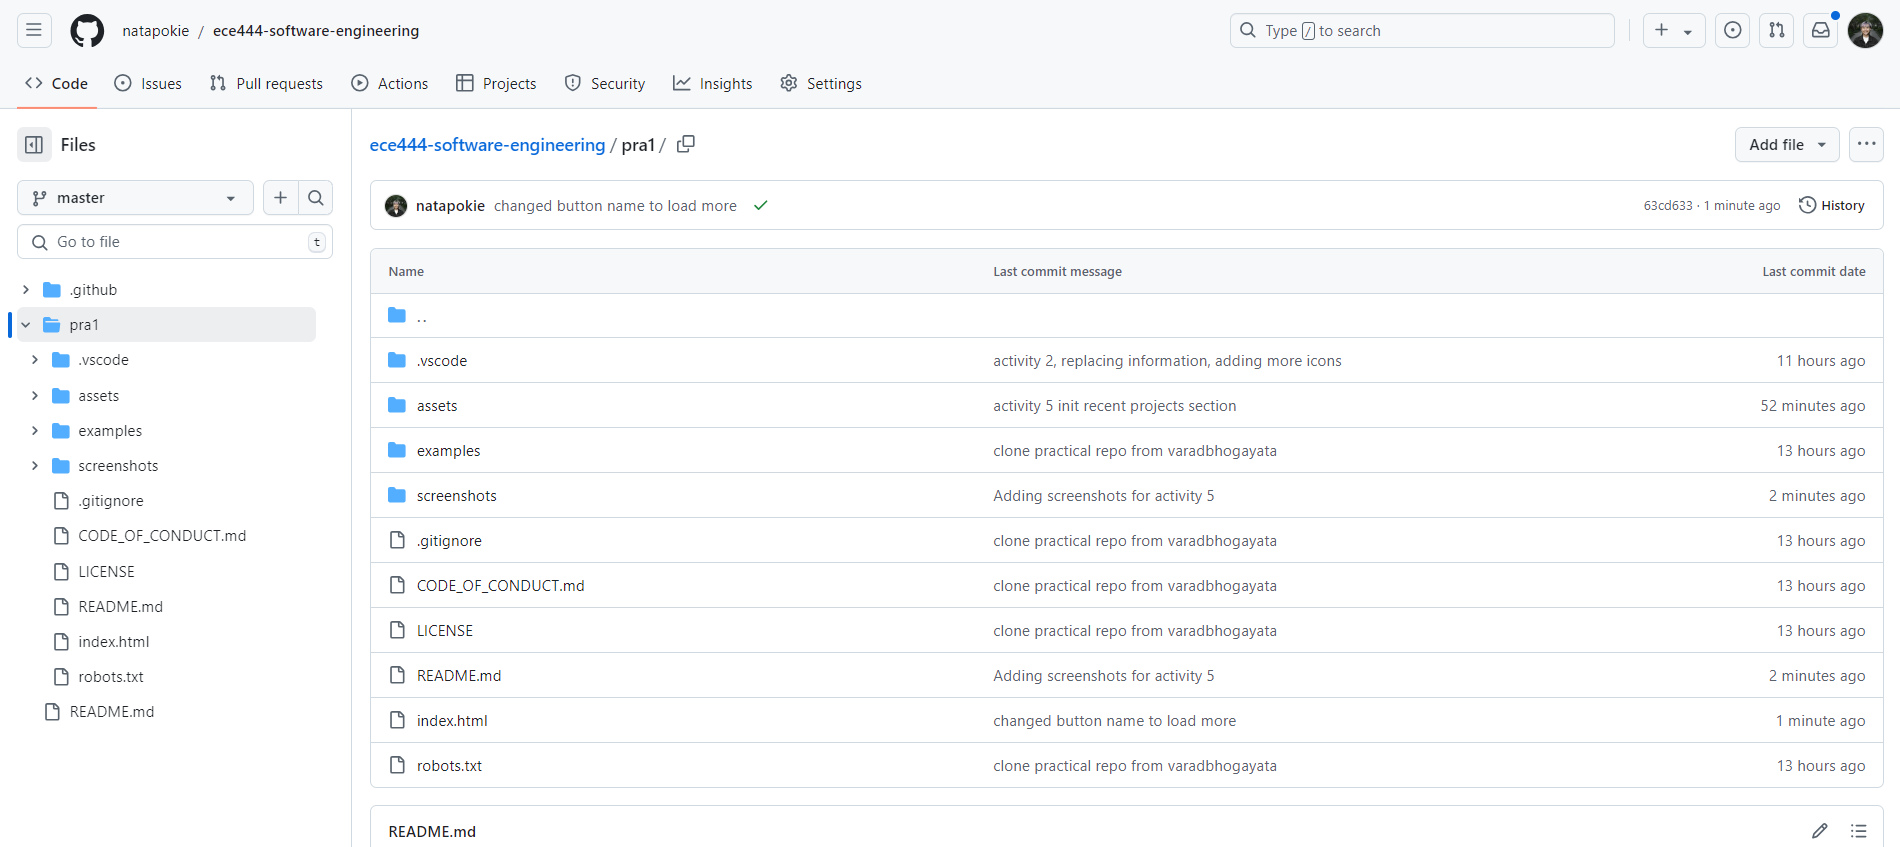 natapokie / ece444-software-engineering
Type / to search
Code Issues Pull requests Actions Projects Security Insights Settings
Files
master
Go to file t
.github
pra1
.vscode
assets
examples
screenshots
.gitignore
CODE_OF_CONDUCT.md
LICENSE
README.md
index.html
robots.txt
README.md
ece444-software-engineering / pra1 /
Add file
natapokie changed button name to load more 63cd633 · 1 minute ago History
Name Last commit message Last commit date
..
.vscode activity 2, replacing information, adding more icons 11 hours ago
assets activity 5 init recent projects section 52 minutes ago
examples clone practical repo from varadbhogayata 13 hours ago
screenshots Adding screenshots for activity 5 2 minutes ago
.gitignore clone practical repo from varadbhogayata 13 hours ago
CODE_OF_CONDUCT.md clone practical repo from varadbhogayata 13 hours ago
LICENSE clone practical repo from varadbhogayata 13 hours ago
README.md Adding screenshots for activity 5 2 minutes ago
index.html changed button name to load more 1 minute ago
robots.txt clone practical repo from varadbhogayata 13 hours ago
README.md